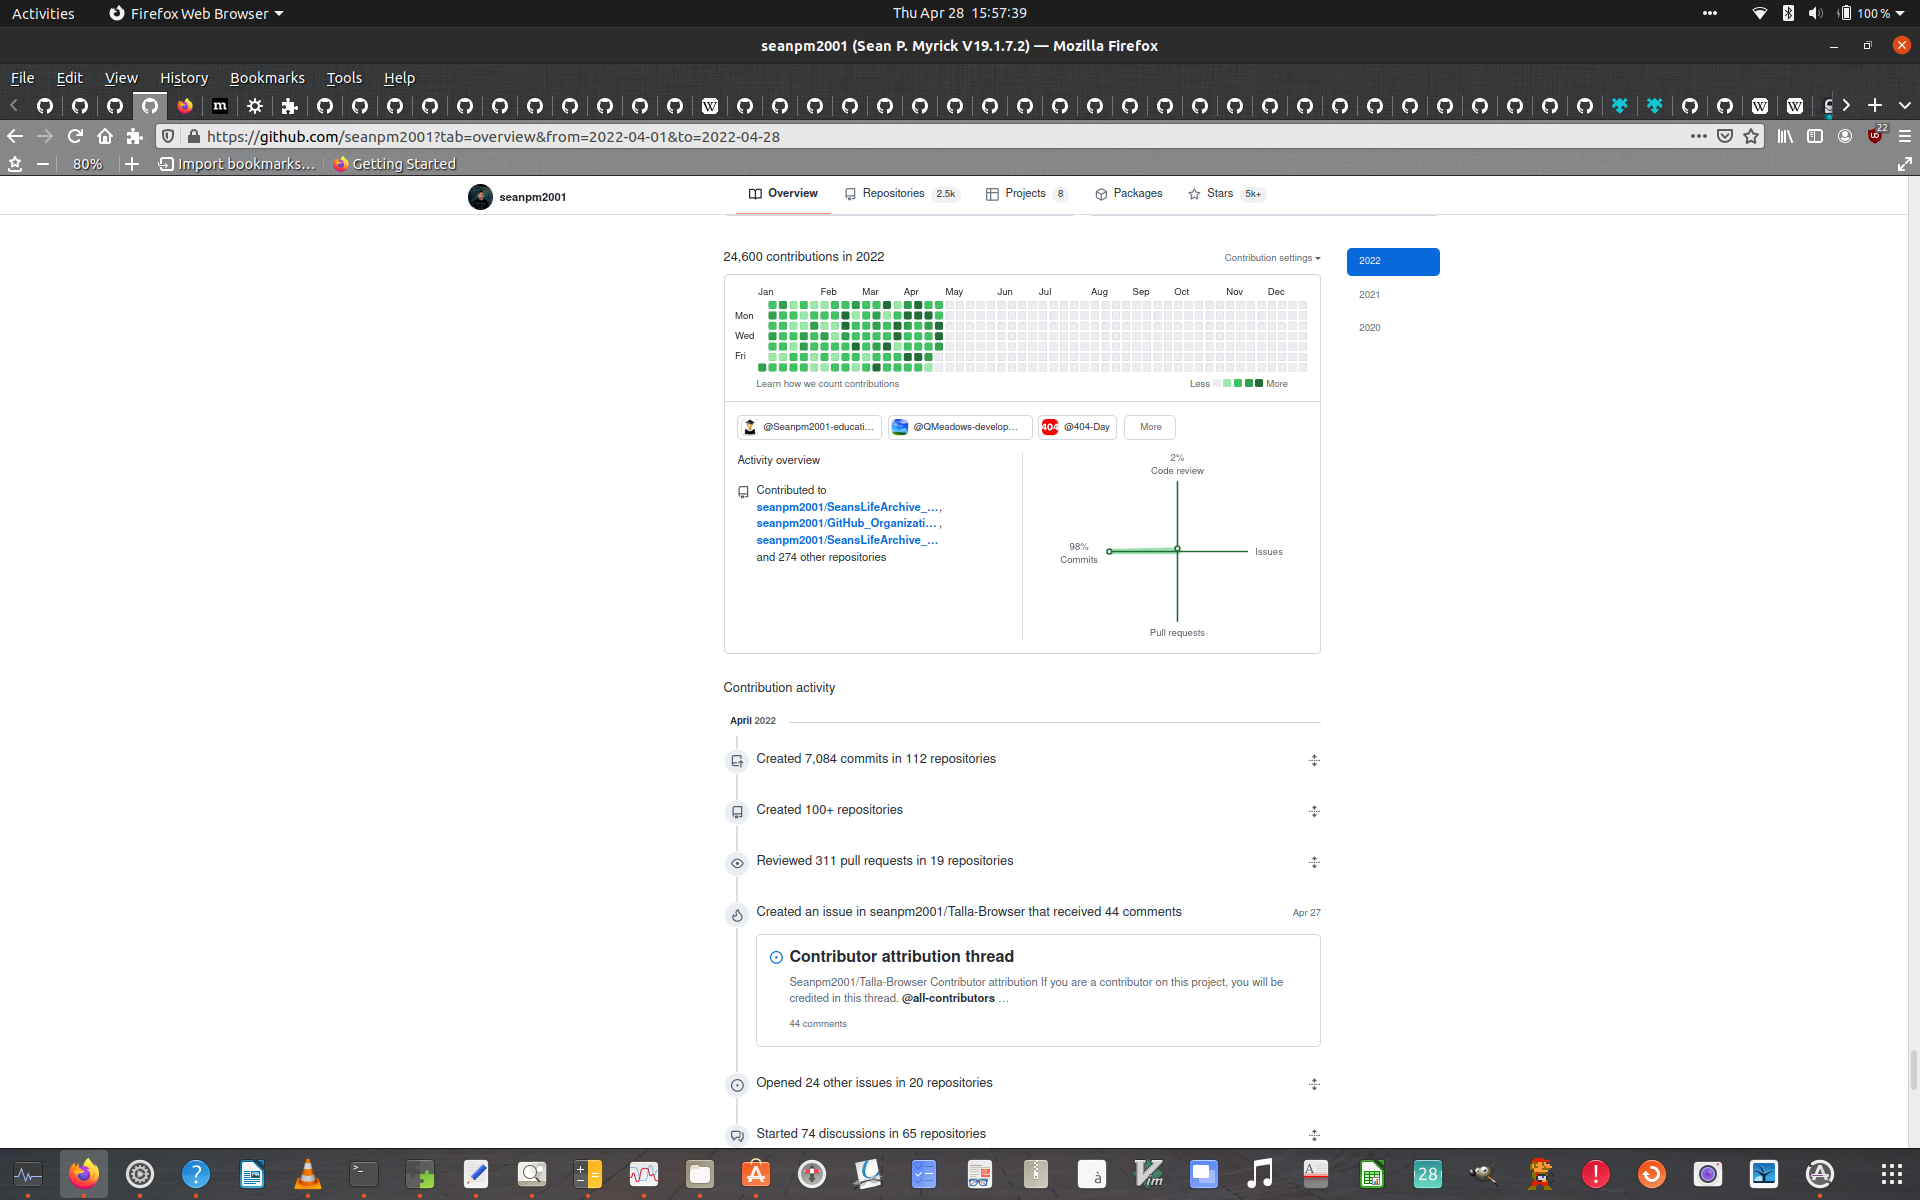 Activities
Firefox Web Browser
Thu Apr 28 15:57:39
100 %
seanpm2001 (Sean P. Myrick V19.1.7.2) — Mozilla Firefox
File Edit View History Bookmarks Tools Help
https://github.com/seanpm2001?tab=overview&from=2022-04-01&to=2022-04-28
22
80%
Import bookmarks...
Getting Started
seanpm2001
Overview
Repositories 2.5k
Projects 8
Packages
Stars 5k+
24,600 contributions in 2022
Contribution settings
2022
2021
2020
Jan Feb Mar Apr May Jun Jul Aug Sep Oct Nov Dec
Mon
Wed
Fri
Learn how we count contributions
Less More
@Seanpm2001-educati...
@QMeadows-develop...
404 @404-Day
More
Activity overview
Contributed to
seanpm2001/SeansLifeArchive_...,
seanpm2001/GitHub_Organizati... ,
seanpm2001/SeansLifeArchive_...
and 274 other repositories
2%
Code review
98%
Commits
Issues
Pull requests
Contribution activity
April 2022
Created 7,084 commits in 112 repositories
Created 100+ repositories
Reviewed 311 pull requests in 19 repositories
Created an issue in seanpm2001/Talla-Browser that received 44 comments
Apr 27
Contributor attribution thread
Seanpm2001/Talla-Browser Contributor attribution If you are a contributor on this project, you will be
credited in this thread. @all-contributors ...
44 comments
Opened 24 other issues in 20 repositories
Started 74 discussions in 65 repositories
28